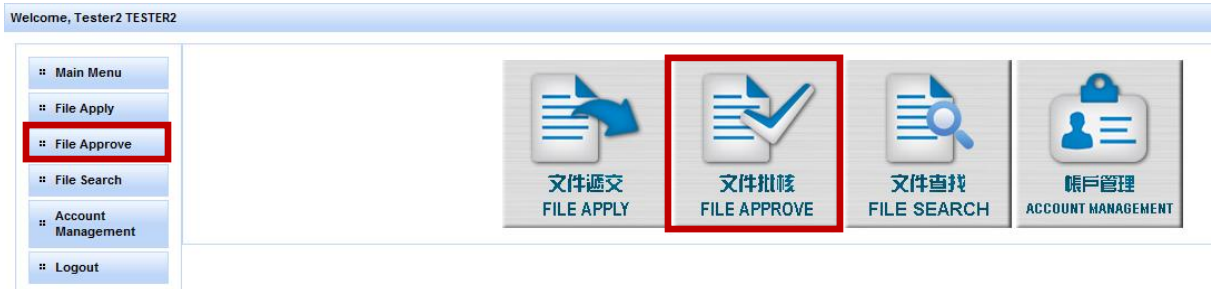 Welcome, Tester2 TESTER2
Main Menu
File Apply
File Approve
File Search
Account
Management
Logout
文件遞交
FILE APPLY
文件批核
FILE APPROVE
文件查找
FILE SEARCH
帳戶管理
ACCOUNT MANAGEMENT